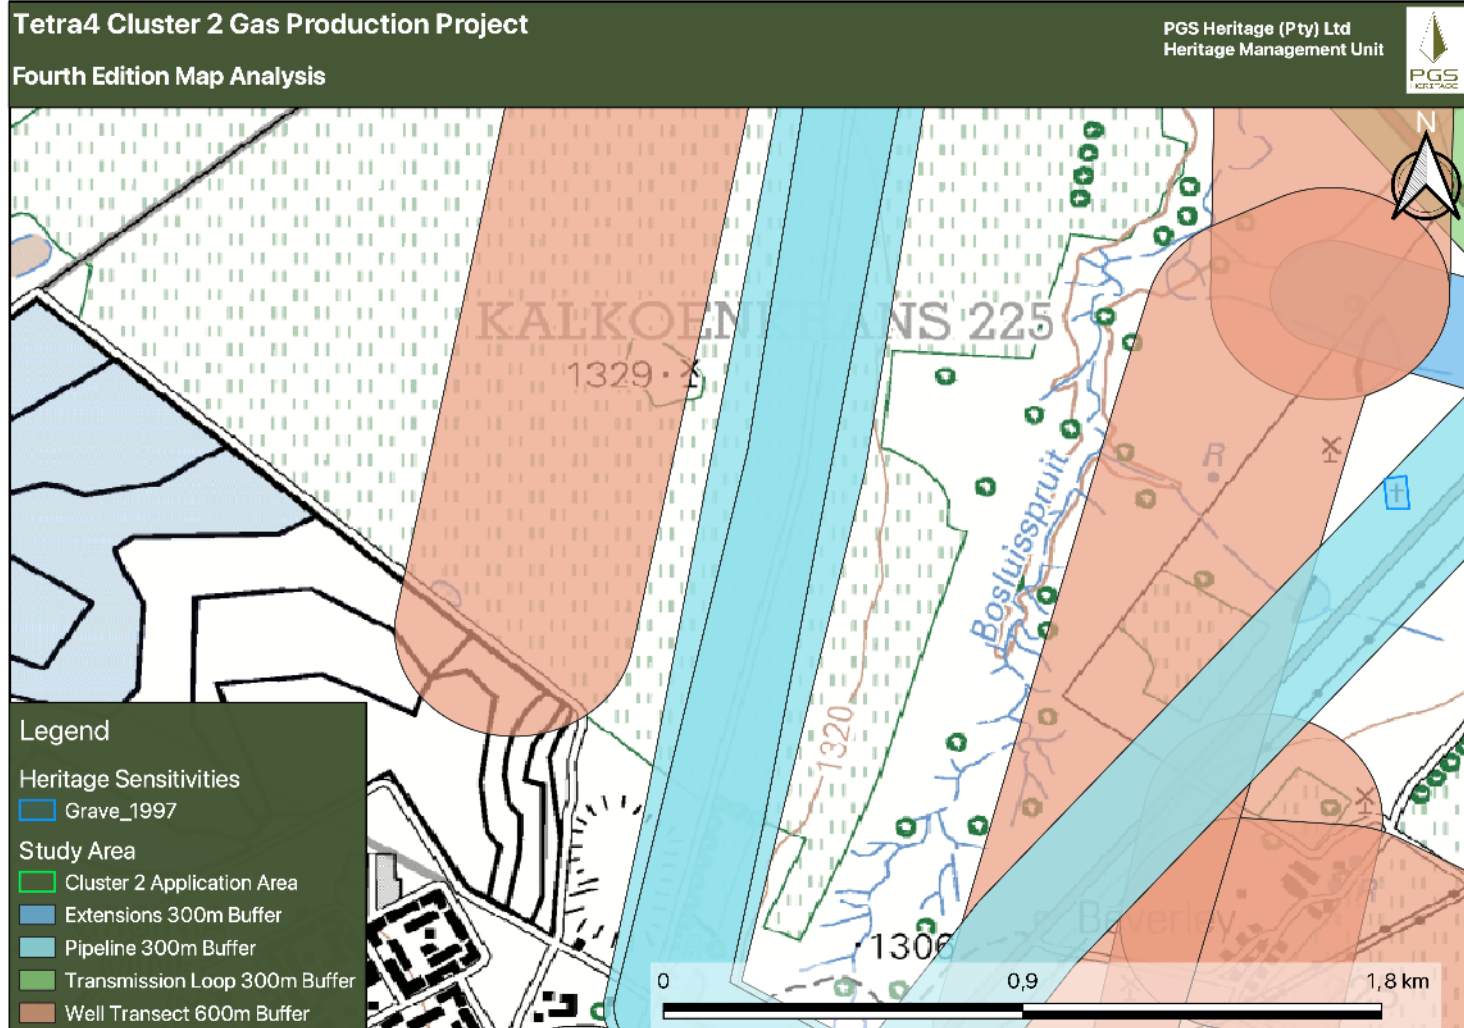 Tetra4 Cluster 2 Gas Production Project
Fourth Edition Map Analysis
PGS Heritage (Pty) Ltd
Heritage Management Unit
PGS
HERITAGE
N
KALKOENKRANS 225
1329
R
Bosluisspruit
1320
1306
Beverley
Legend
Heritage Sensitivities
Grave_1997
Study Area
Cluster 2 Application Area
Extensions 300m Buffer
Pipeline 300m Buffer
Transmission Loop 300m Buffer
Well Transect 600m Buffer
0 0,9 1,8 km